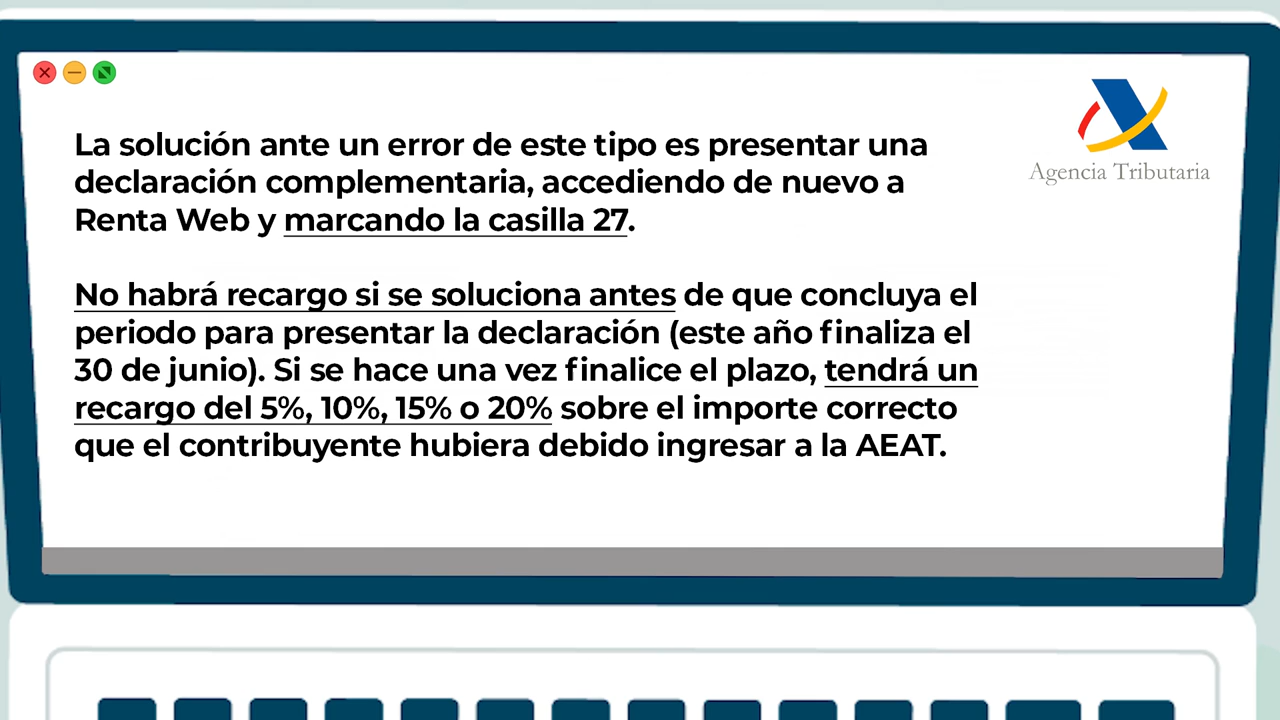 Agencia Tributaria
La solución ante un error de este tipo es presentar una
declaración complementaria, accediendo de nuevo a
Renta Web y marcando la casilla 27.
No habrá recargo si se soluciona antes de que concluya el
periodo para presentar la declaración (este año finaliza el
30 de junio). Si se hace una vez finalice el plazo, tendrá un
recargo del 5%, 10%, 15% o 20% sobre el importe correcto
que el contribuyente hubiera debido ingresar a la AEAT.